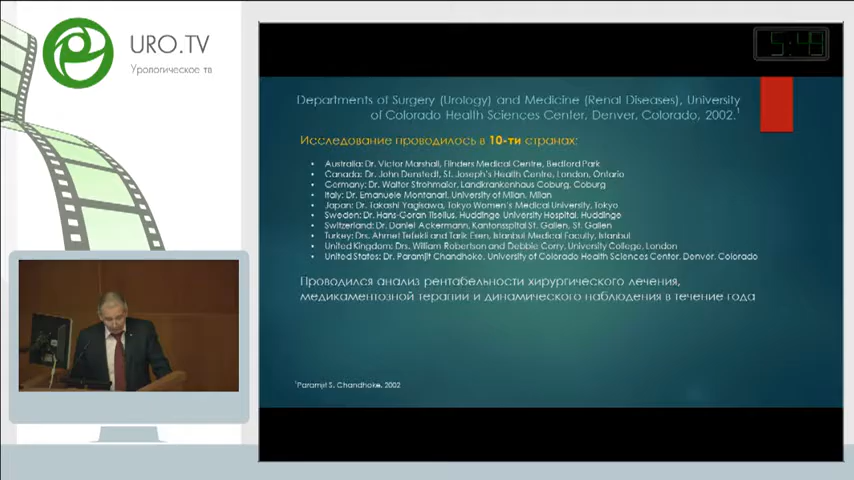 URO.TV
Урологическое тв
5:49
Departments of Surgery (Urology) and Medicine (Renal Diseases), University
of Colorado Health Sciences Center, Denver, Colorado, 2002.¹
Исследование проводилось в 10-ти странах:
• Australia: Dr. Victor Marshall, Flinders Medical Centre, Bedford Park
• Canada: Dr. John Denstedt, St. Joseph's Health Centre, London, Ontario
• Germany: Dr. Walter Strohmaier, Landkrankenhaus Coburg, Coburg
• Italy: Dr. Emanuele Montanari, University of Milan, Milan
• Japan: Dr. Takashi Yagisawa, Tokyo Women's Medical University, Tokyo
• Sweden: Dr. Hans-Goran Tiselius, Huddinge University Hospital, Huddinge
• Switzerland: Dr. Daniel Ackermann, Kantonsspital St. Gallen, St. Gallen
• Turkey: Drs. Ahmet Tefekli and Tarik Esen, Istanbul Medical Faculty, Istanbul
• United Kingdom: Drs. William Robertson and Debbie Corry, University College, London
• United States: Dr. Paramjit Chandhoke, University of Colorado Health Sciences Center, Denver, Colorado
Проводился анализ рентабельности хирургического лечения,
медикаментозной терапии и динамического наблюдения в течение года
¹Paramjit S. Chandhoke, 2002